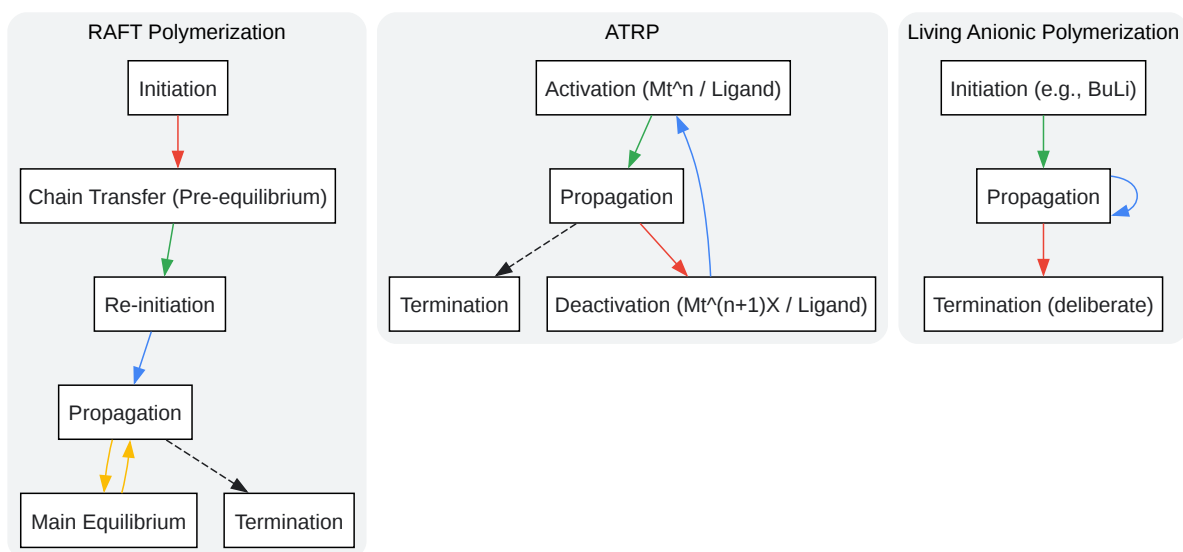 RAFT Polymerization
Initiation
Chain Transfer (Pre-equilibrium)
Re-initiation
Propagation
Main Equilibrium
Termination
ATRP
Activation (Mt^n / Ligand)
Propagation
Termination
Deactivation (Mt^(n+1)X / Ligand)
Living Anionic Polymerization
Initiation (e.g., BuLi)
Propagation
Termination (deliberate)